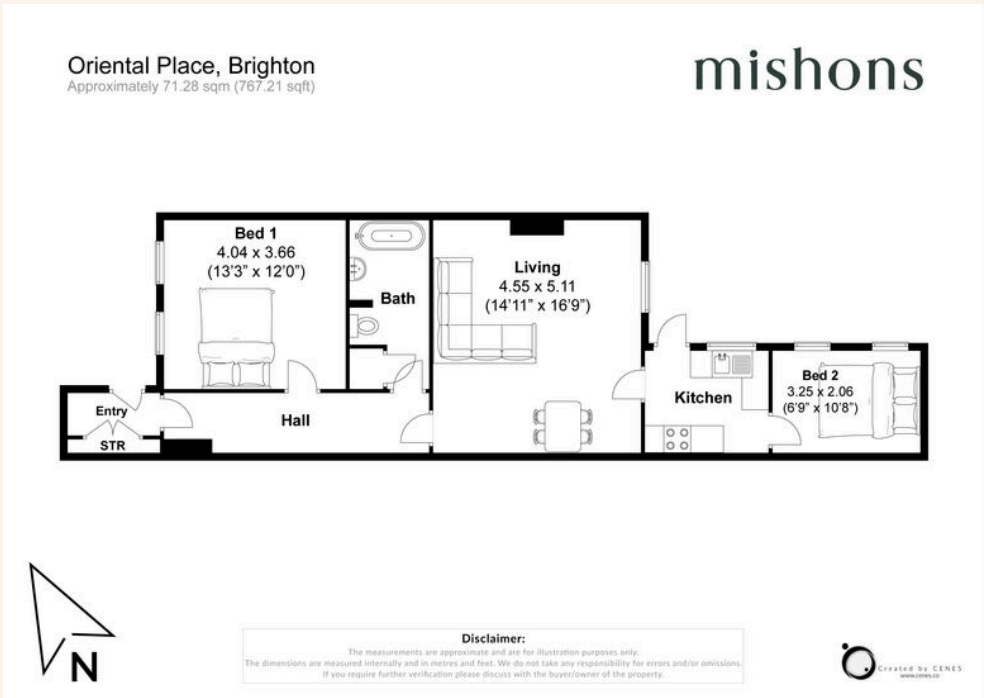 Oriental Place, Brighton
Approximately 71.28 sqm (767.21 sqft)
mishons
Bed 1
4.04 x 3.66
(13'3" x 12'0")
Bath
Living
4.55 x 5.11
(14'11" x 16'9")
Kitchen
Bed 2
3.25 x 2.06
(6'9" x 10'8")
Entry
STR
Hall
N
Disclaimer:
The measurements are approximate and are for illustration purposes only.
The dimensions are measured internally and in metres and feet. We do not take any responsibility for errors and/or omissions.
If you require further verification please discuss with the buyer/owner of the property.
Created by CENES
www.cenes.co